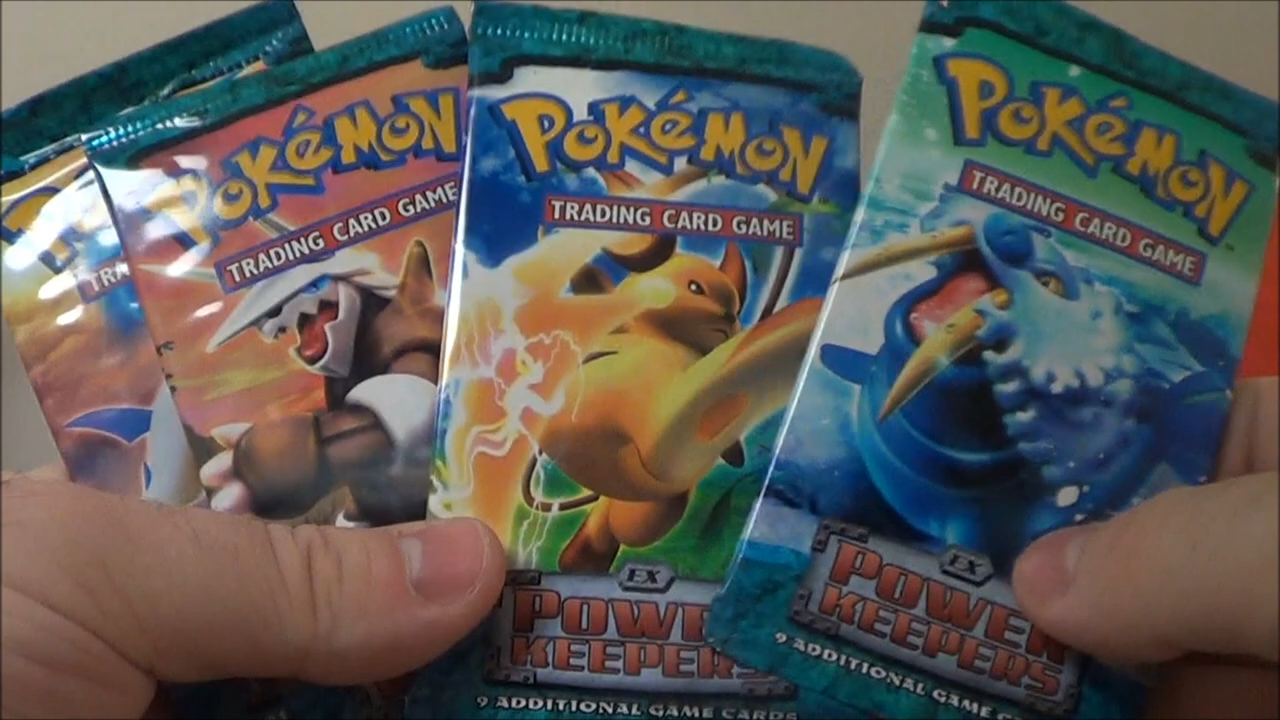 POKéMON
TRADING CARD GAME
POKéMON
TRADING CARD GAME
EX
POWE
KEEPERS
9 ADDITIONAL GAME CARDS
POKéMON
TRADING CARD GAME
EX
POWER
KEEPERS
9 ADDITIONAL GAME C